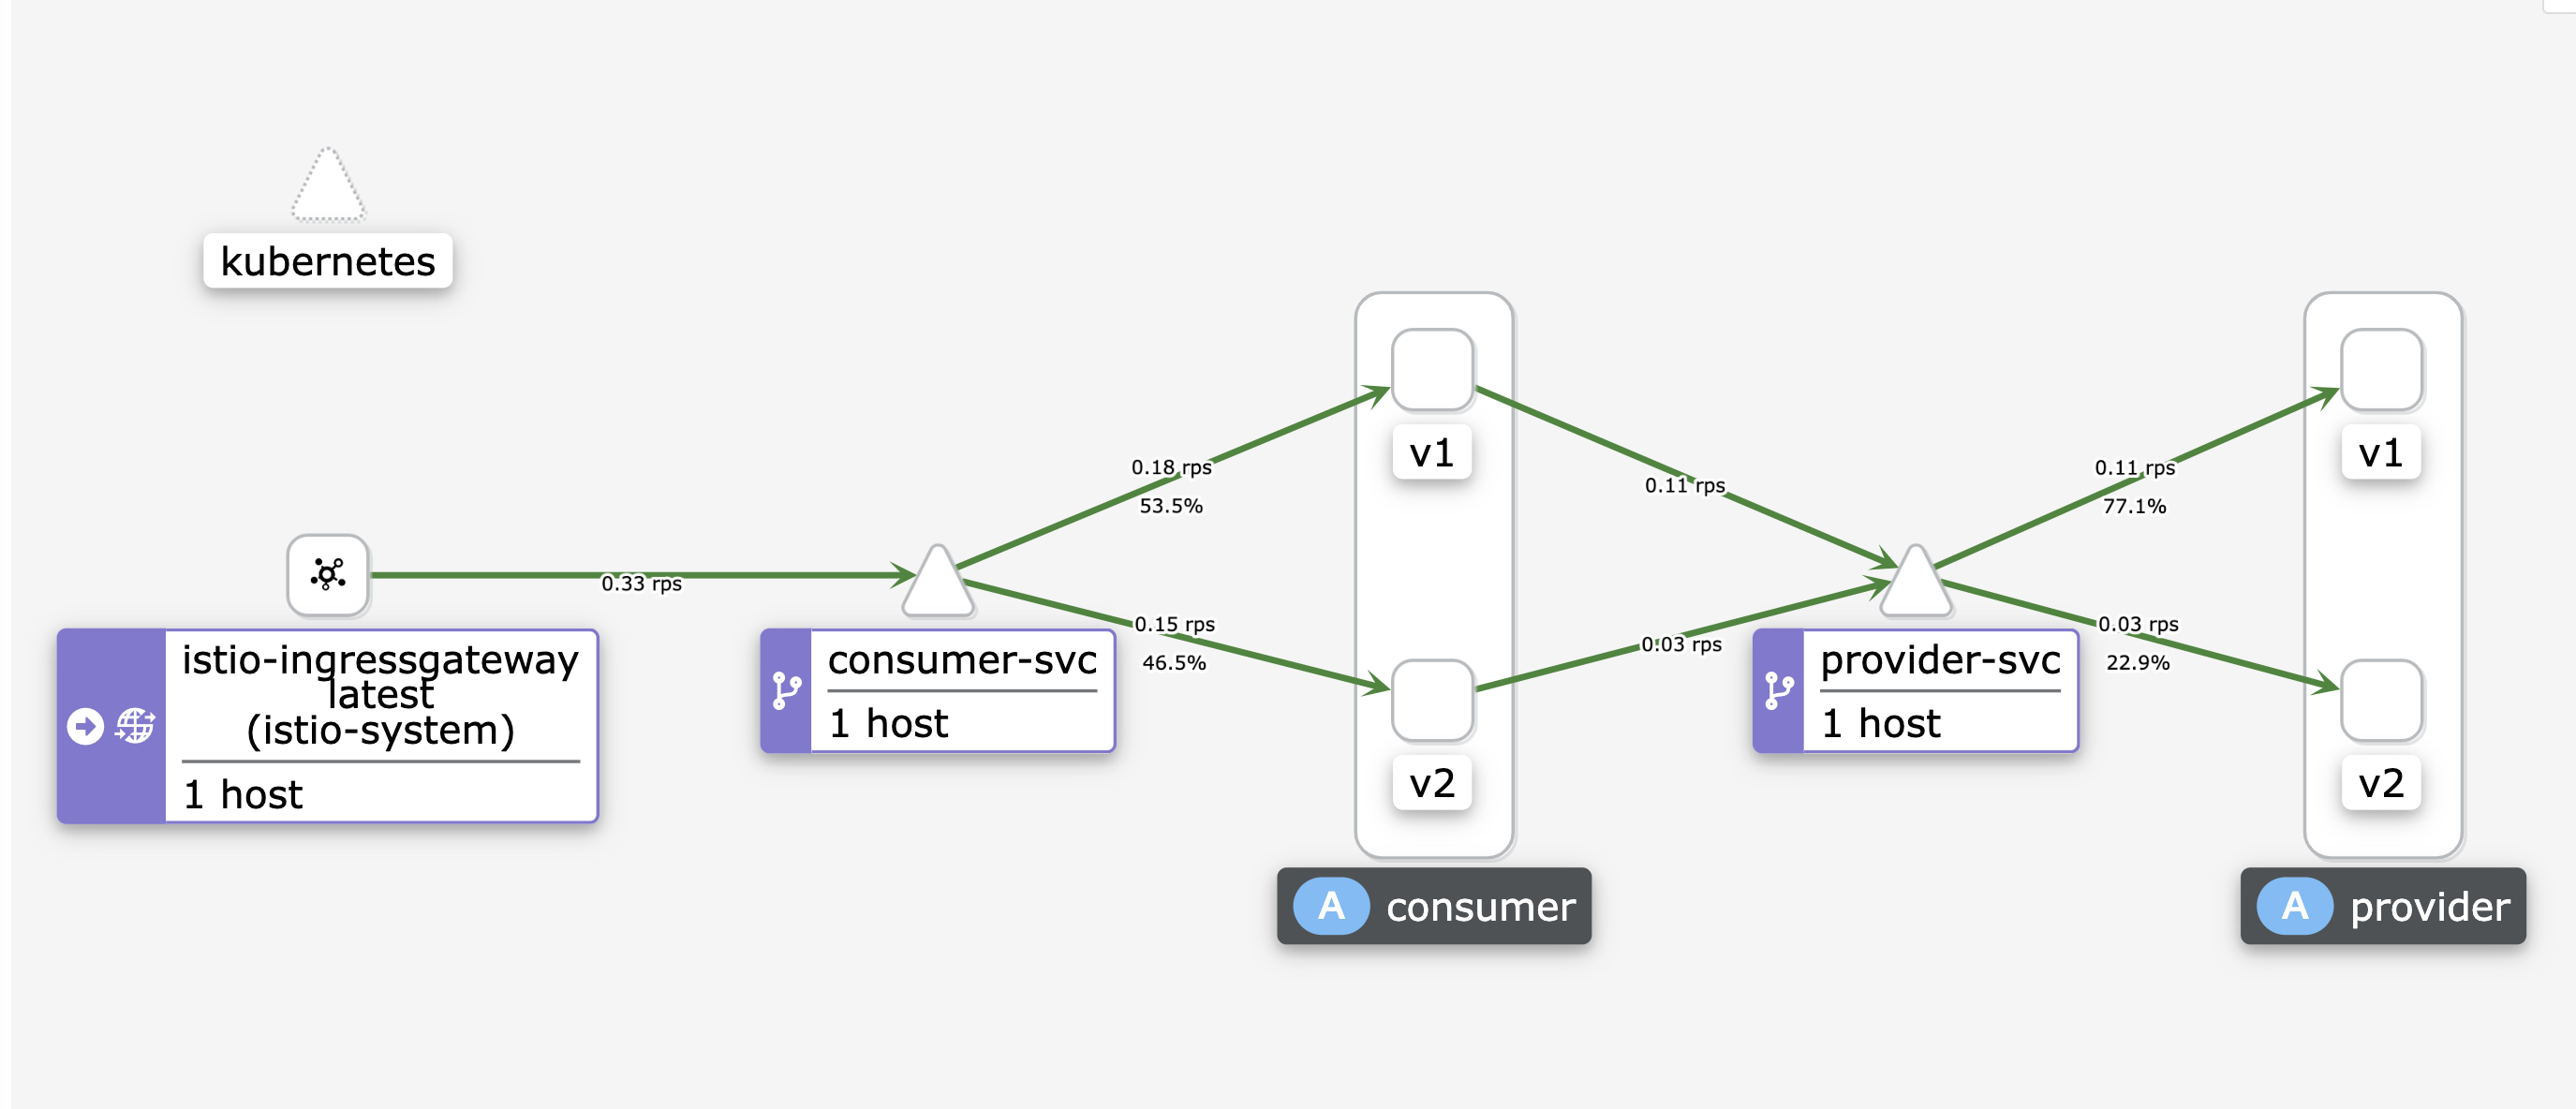 kubernetes
0.33 rps
istio-ingressgateway
latest
(istio-system)
1 host
consumer-svc
1 host
0.18 rps
53.5%
0.15 rps
46.5%
v1
v2
A consumer
0.11 rps
0.03 rps
provider-svc
1 host
0.11 rps
77.1%
0.03 rps
22.9%
v1
v2
A provider